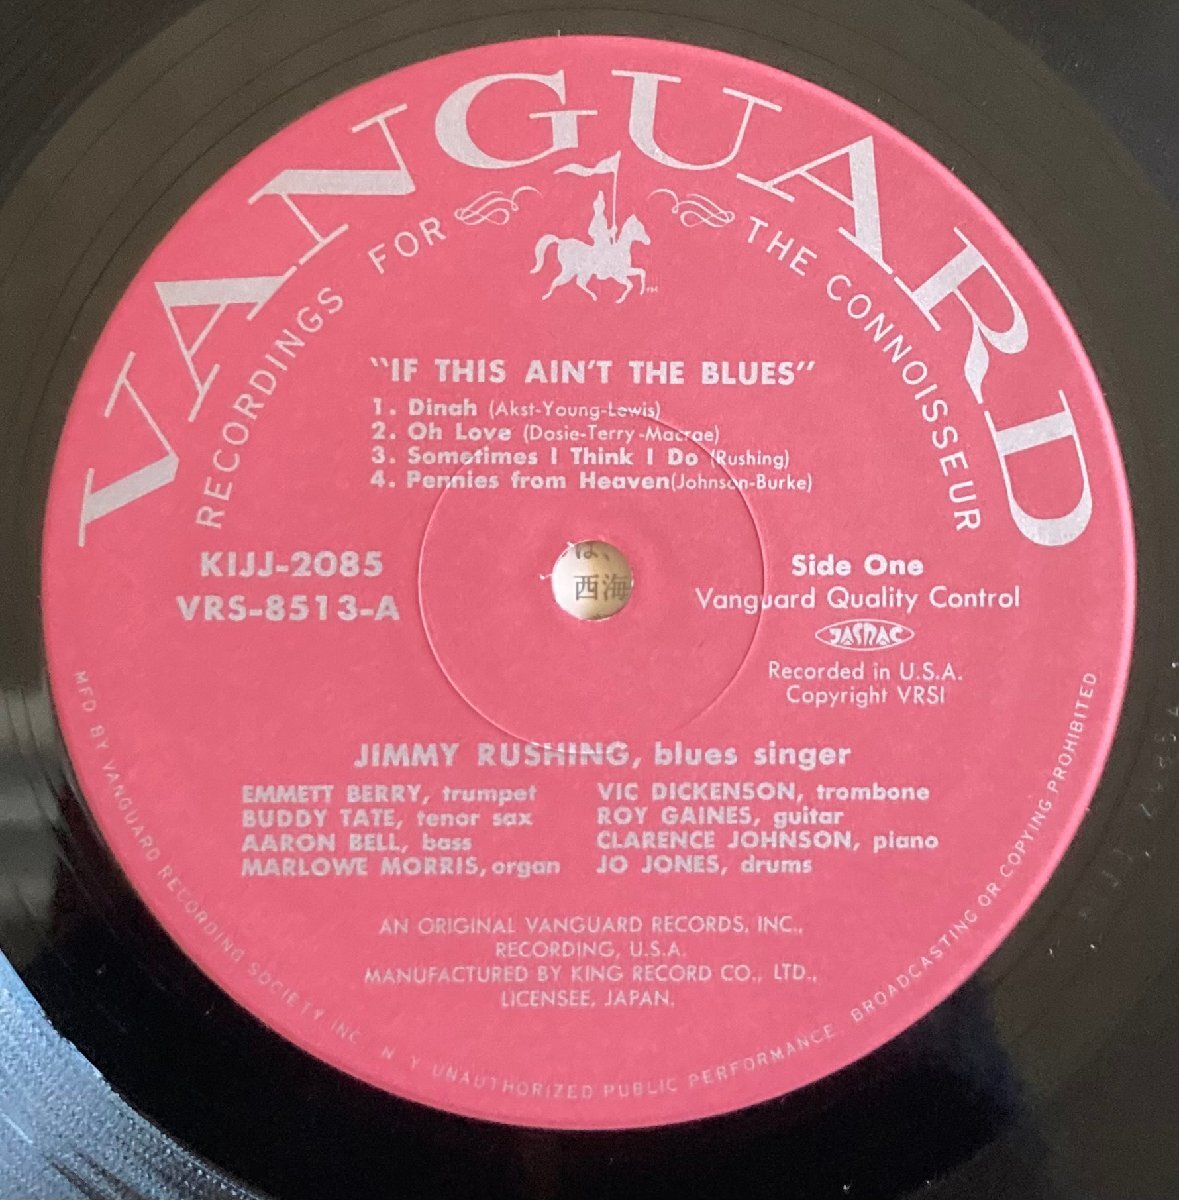 VANGUARD
RECORDINGS FOR THE CONNOISSEUR
TM
"IF THIS AIN'T THE BLUES"
1. Dinah (Akst-Young-Lewis)
2. Oh Love (Dosie-Terry-Macrae)
3. Sometimes I Think I Do (Rushing)
4. Pennies from Heaven (Johnson-Burke)
KIJJ-2085
VRS-8513-A
は、
西海
Side One
Vanguard Quality Control
JASRAC
Recorded in U.S.A.
Copyright VRSI
JIMMY RUSHING, blues singer
EMMETT BERRY, trumpet VIC DICKENSON, trombone
BUDDY TATE, tenor sax ROY GAINES, guitar
AARON BELL, bass CLARENCE JOHNSON, piano
MARLOWE MORRIS, organ JO JONES, drums
AN ORIGINAL VANGUARD RECORDS, INC.,
RECORDING, U.S.A.
MANUFACTURED BY KING RECORD CO., LTD.,
LICENSEE, JAPAN.
MFD BY VANGUARD RECORDING SOCIETY INC. N. Y. UNAUTHORIZED PUBLIC PERFORMANCE, BROADCASTING OR COPYING PROHIBITED